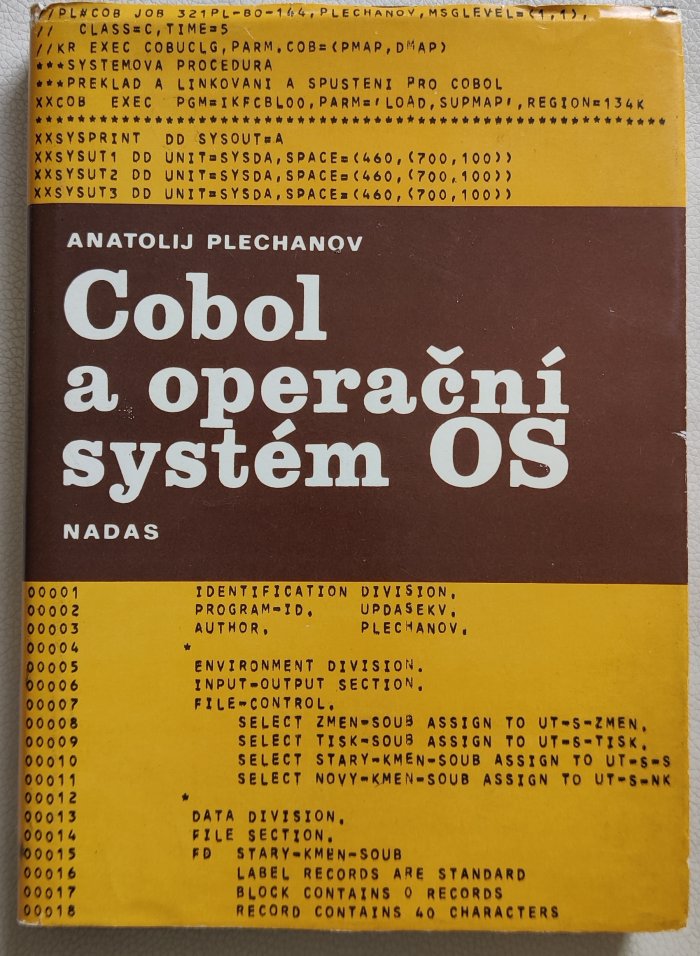 //PL#COB JOB 321PL-BO-144,PLECHANOV,MSGLEVEL=(1,1),
// CLASS=C,TIME=5
//KR EXEC COBUCLG,PARM.COB=(PMAP,DMAP)
***SYSTEMOVA PROCEDURA
***PREKLAD A LINKOVANI A SPUSTENI PRO COBOL
XXCOB EXEC PGM=IKFCBL00,PARM='LOAD,SUPMAP',REGION=134K
************************************************************
XXSYSPRINT DD SYSOUT=A
XXSYSUT1 DD UNIT=SYSDA,SPACE=(460,(700,100))
XXSYSUT2 DD UNIT=SYSDA,SPACE=(460,(700,100))
XXSYSUT3 DD UNIT=SYSDA,SPACE=(460,(700,100))
ANATOLIJ PLECHANOV
Cobol
a operační
systém OS
NADAS
00001 IDENTIFICATION DIVISION.
00002 PROGRAM-ID. UPDASEKV.
00003 AUTHOR. PLECHANOV.
00004 *
00005 ENVIRONMENT DIVISION.
00006 INPUT-OUTPUT SECTION.
00007 FILE-CONTROL.
00008 SELECT ZMEN-SOUB ASSIGN TO UT-S-ZMEN.
00009 SELECT TISK-SOUB ASSIGN TO UT-S-TISK.
00010 SELECT STARY-KMEN-SOUB ASSIGN TO UT-S-S
00011 SELECT NOVY-KMEN-SOUB ASSIGN TO UT-S-NK
00012 *
00013 DATA DIVISION.
00014 FILE SECTION.
00015 FD STARY-KMEN-SOUB
00016 LABEL RECORDS ARE STANDARD
00017 BLOCK CONTAINS 0 RECORDS
00018 RECORD CONTAINS 40 CHARACTERS